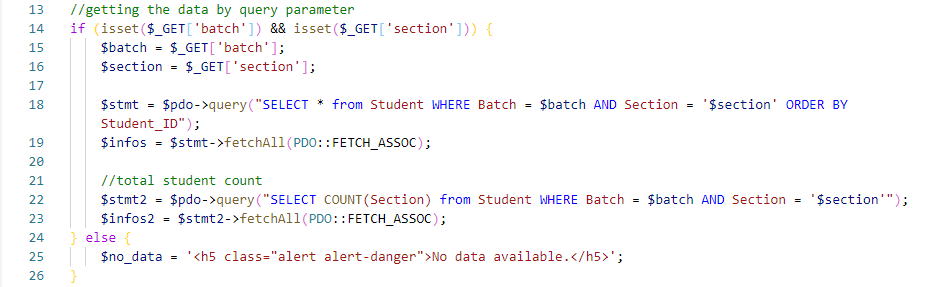 13 //getting the data by query parameter
14 if (isset($_GET['batch']) && isset($_GET['section'])) {
15 $batch = $_GET['batch'];
16 $section = $_GET['section'];
17
18 $stmt = $pdo->query("SELECT * from Student WHERE Batch = $batch AND Section = '$section' ORDER BY
Student_ID");
19 $infos = $stmt->fetchAll(PDO::FETCH_ASSOC);
20
21 //total student count
22 $stmt2 = $pdo->query("SELECT COUNT(Section) from Student WHERE Batch = $batch AND Section = '$section'");
23 $infos2 = $stmt2->fetchAll(PDO::FETCH_ASSOC);
24 } else {
25 $no_data = '<h5 class="alert alert-danger">No data available.</h5>';
26 }